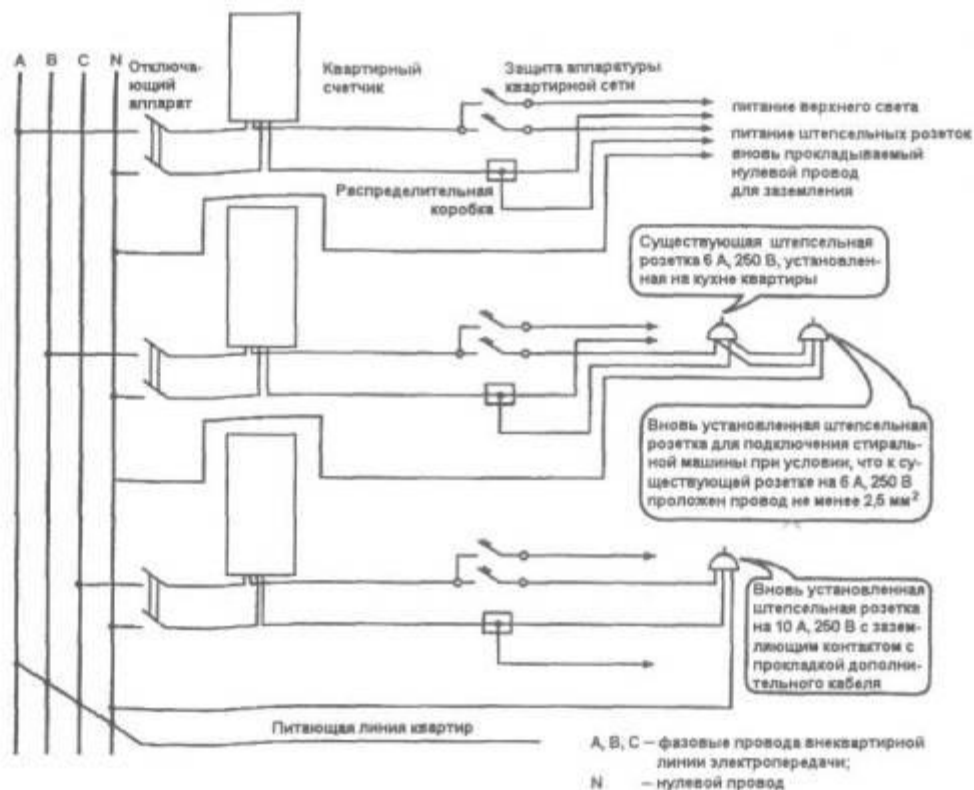 A B C N
Отключа-
ющий
аппарат
Квартирный
счетчик
Защита аппаратуры
квартирной сети
питание верхнего света
питание штепсельных розеток
вновь прокладываемый
нулевой провод
для заземления
Распределительная
коробка
Существующая штепсельная
розетка 6 А, 250 В, установлен-
ная на кухне квартиры
Вновь установленная штепсельная
розетка для подключения стираль-
ной машины при условии, что к су-
ществующей розетке на 6 А, 250 В
проложен провод не менее 2,5 мм²
Вновь установленная
штепсельная розетка
на 10 А, 250 В с зазем-
ляющим контактом с
прокладкой дополни-
тельного кабеля
Питающая линия квартир
А, В, С – фазовые провода внеквартирной
линии электропередачи;
N – нулевой провод